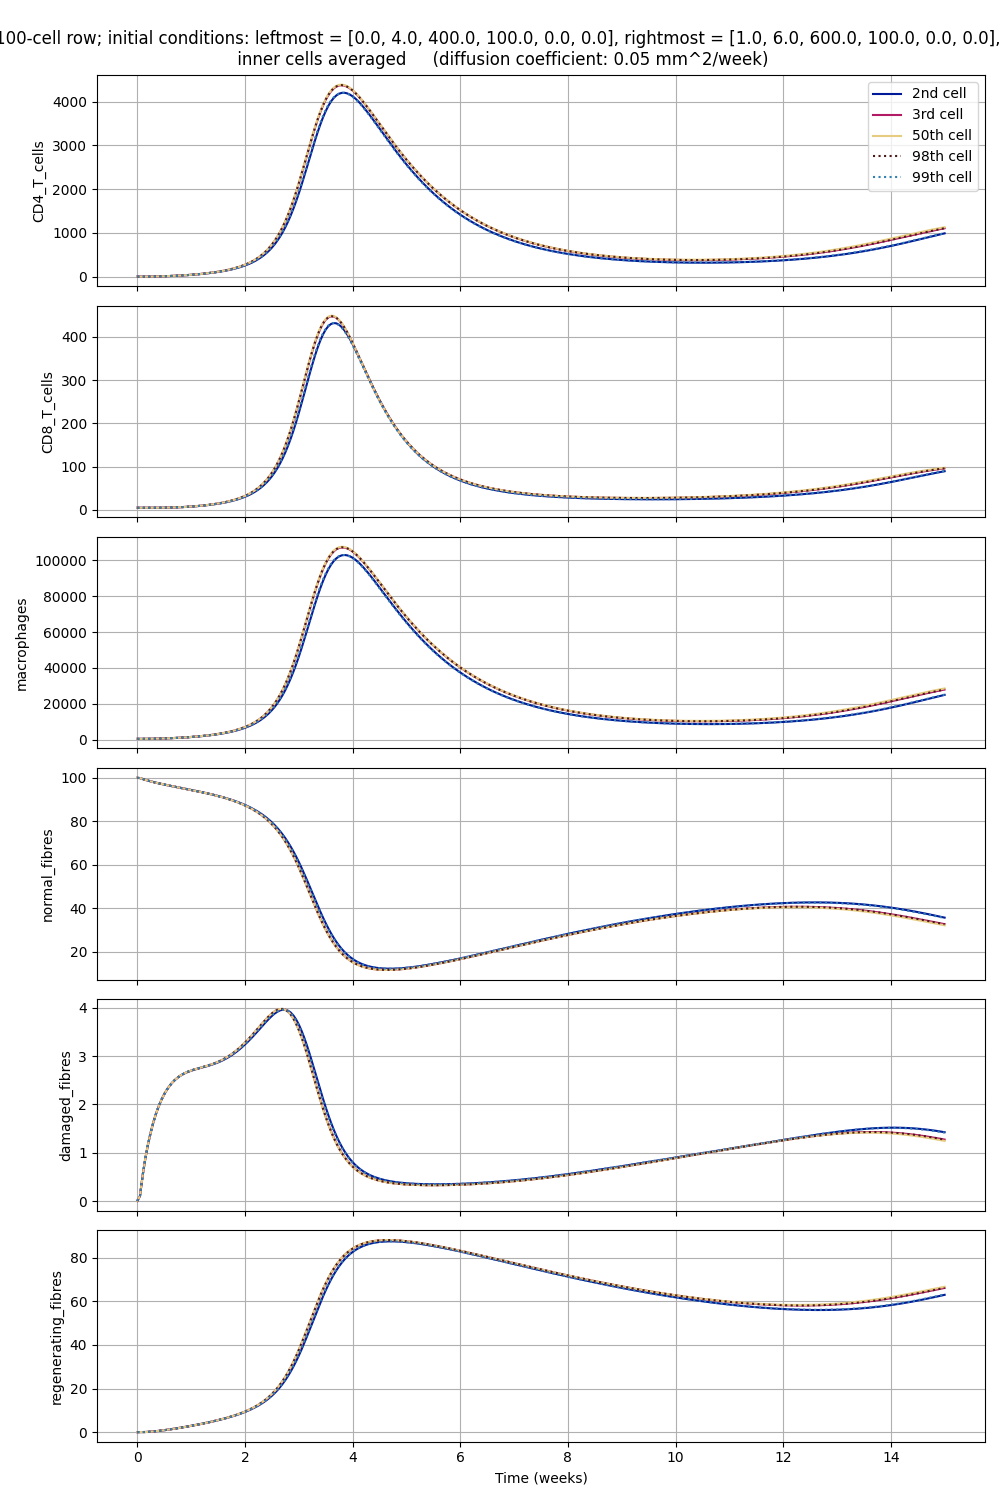 100-cell row; initial conditions: leftmost = [0.0, 4.0, 400.0, 100.0, 0.0, 0.0], rightmost = [1.0, 6.0, 600.0, 100.0, 0.0, 0.0],
inner cells averaged (diffusion coefficient: 0.05 mm^2/week)
2nd cell
3rd cell
50th cell
98th cell
99th cell
CD4_T_cells
4000
3000
2000
1000
0
CD8_T_cells
400
300
200
100
0
macrophages
100000
80000
60000
40000
20000
0
normal_fibres
100
80
60
40
20
damaged_fibres
4
3
2
1
0
regenerating_fibres
80
60
40
20
0
0 2 4 6 8 10 12 14
Time (weeks)